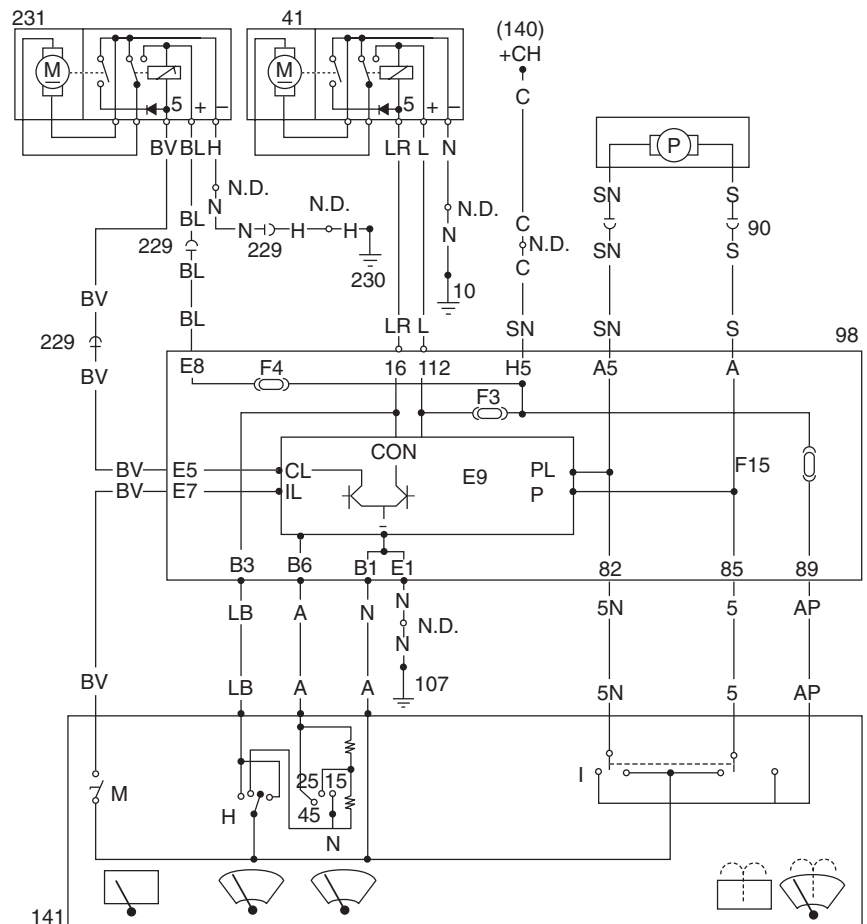 231
41
(140)
+CH
M
5 + −
M
5 + −
P
C
BV BL H
LR L N
SN
S
N.D.
BL
N
N.D.
N.D.
C
90
229
N
229
H
H
N
N.D.
SN
S
BL
230
10
C
BV
BL
LR L
SN
SN
S
98
229
BV
E8
F4
16
112
H5
A5
A
F3
CON
F15
BV
E5
CL
E9
PL
BV
E7
IL
P
−
B3
B6
B1
E1
82
85
89
LB
A
N
N
5N
5
AP
N.D.
N
BV
LB
A
A
107
5N
5
AP
M
25
15
I
H
45
N
141